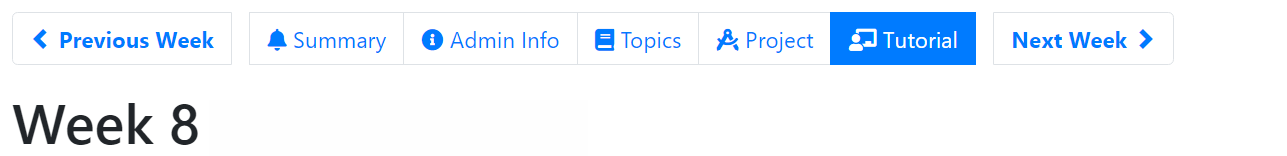 Previous Week Summary Admin Info Topics Project Tutorial Next Week
Week 8